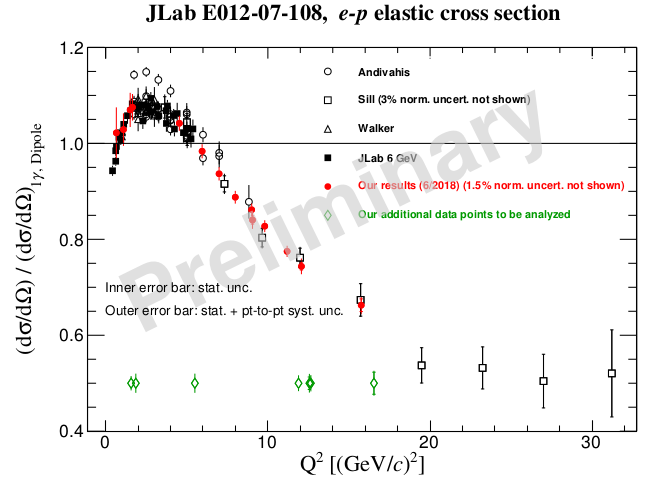 JLab E012-07-108, e-p elastic cross section
1.2
1.0
0.8
0.6
0.4
(dσ/dΩ) / (dσ/dΩ)1γ, Dipole
Andivahis
Sill (3% norm. uncert. not shown)
Walker
JLab 6 GeV
Our results (6/2018) (1.5% norm. uncert. not shown)
Our additional data points to be analyzed
Preliminary
Inner error bar: stat. unc.
Outer error bar: stat. + pt-to-pt syst. unc.
0 10 20 30
Q² [(GeV/c)²]